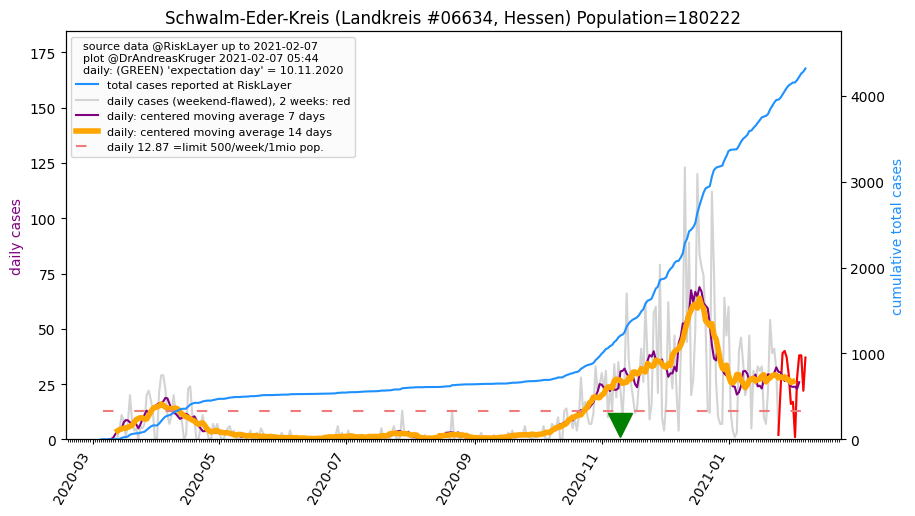 Schwalm-Eder-Kreis (Landkreis #06634, Hessen) Population=180222
source data @RiskLayer up to 2021-02-07
plot @DrAndreasKruger 2021-02-07 05:44
daily: (GREEN) 'expectation day' = 10.11.2020
total cases reported at RiskLayer
daily cases (weekend-flawed), 2 weeks: red
daily: centered moving average 7 days
daily: centered moving average 14 days
daily 12.87 =limit 500/week/1mio pop.
daily cases
175
150
125
100
75
50
25
0
cumulative total cases
4000
3000
2000
1000
0
2020-03
2020-05
2020-07
2020-09
2020-11
2021-01